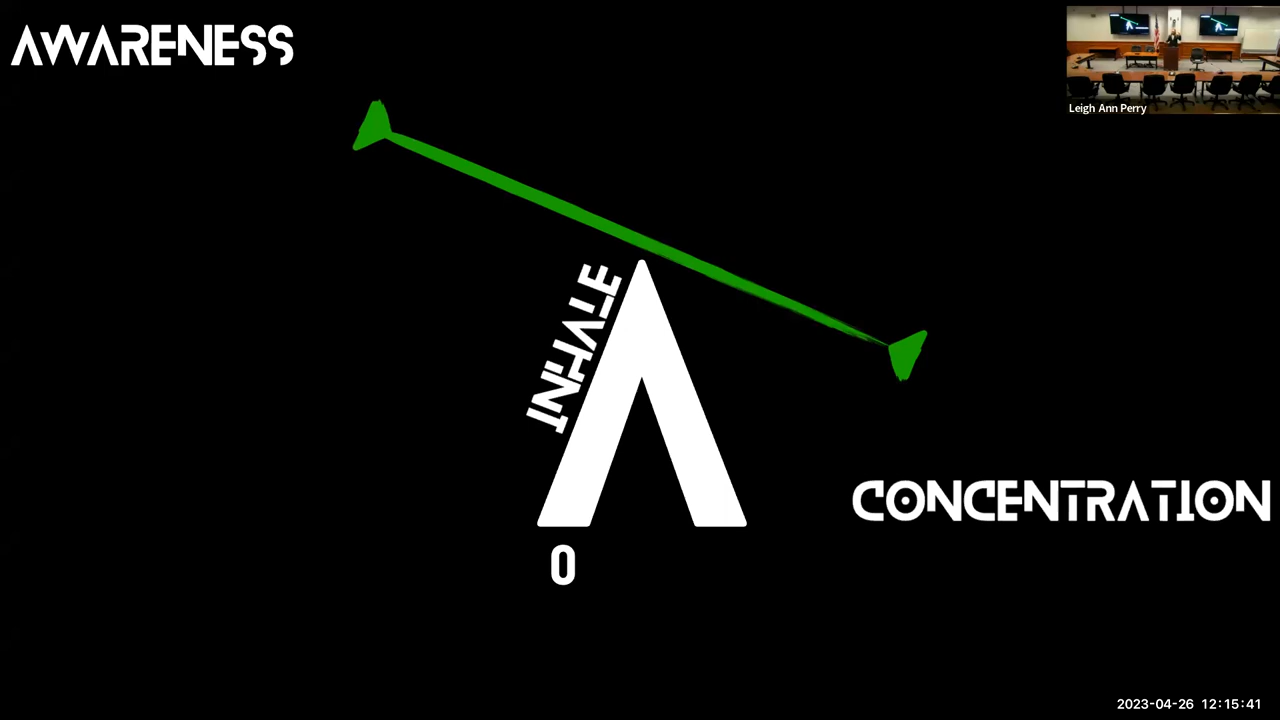 AWARENESS
Leigh Ann Perry
INHALE
CONCENTRATION
0
2023-04-26 12:15:41